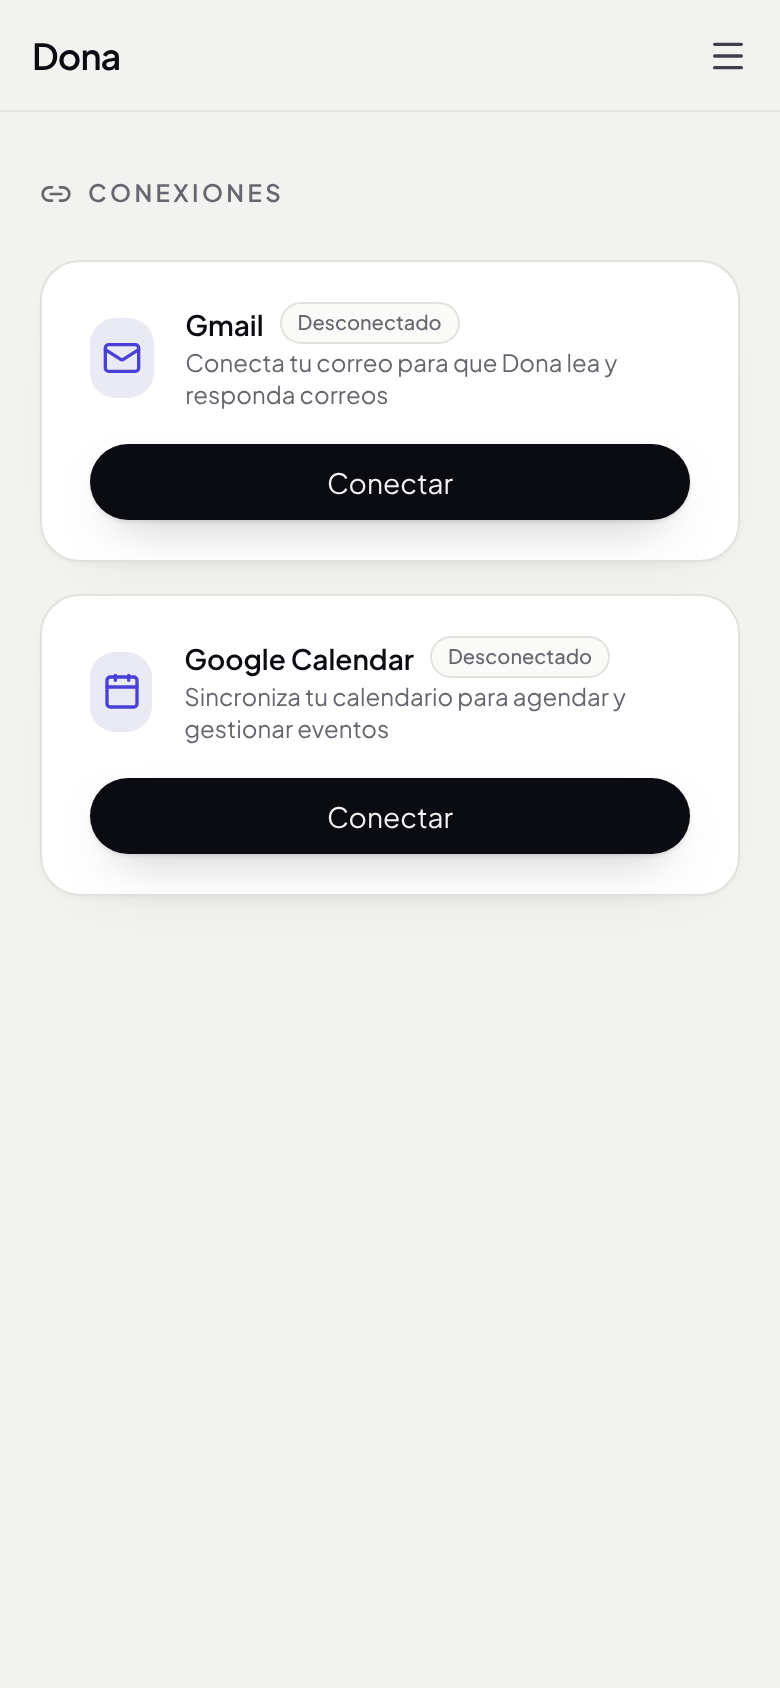 Dona
CONEXIONES
Gmail Desconectado
Conecta tu correo para que Dona lea y
responda correos
Conectar
Google Calendar Desconectado
Sincroniza tu calendario para agendar y
gestionar eventos
Conectar